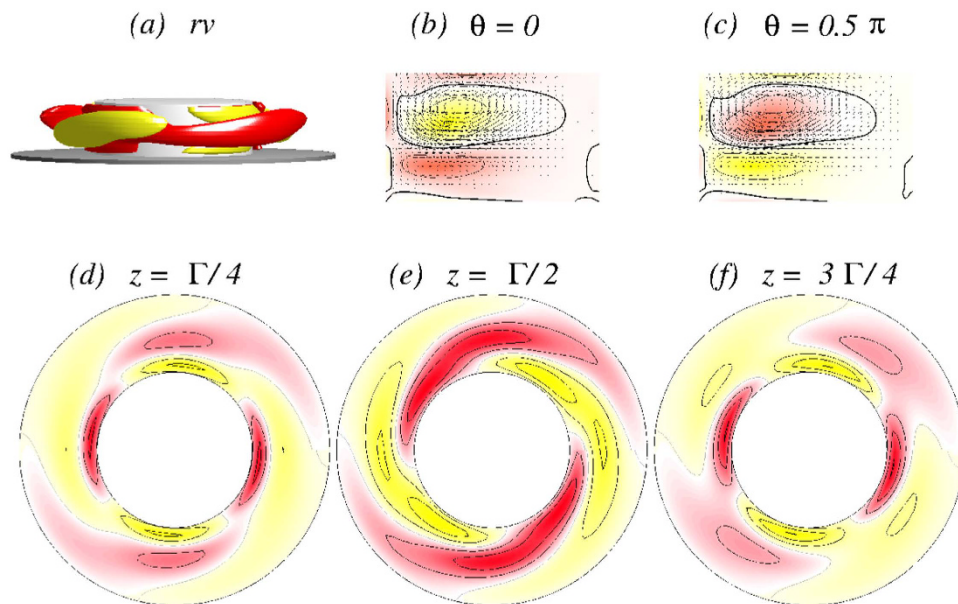 (a) rv
(b) θ = 0
(c) θ = 0.5 π
(d) z = Γ/4
(e) z = Γ/2
(f) z = 3 Γ/4